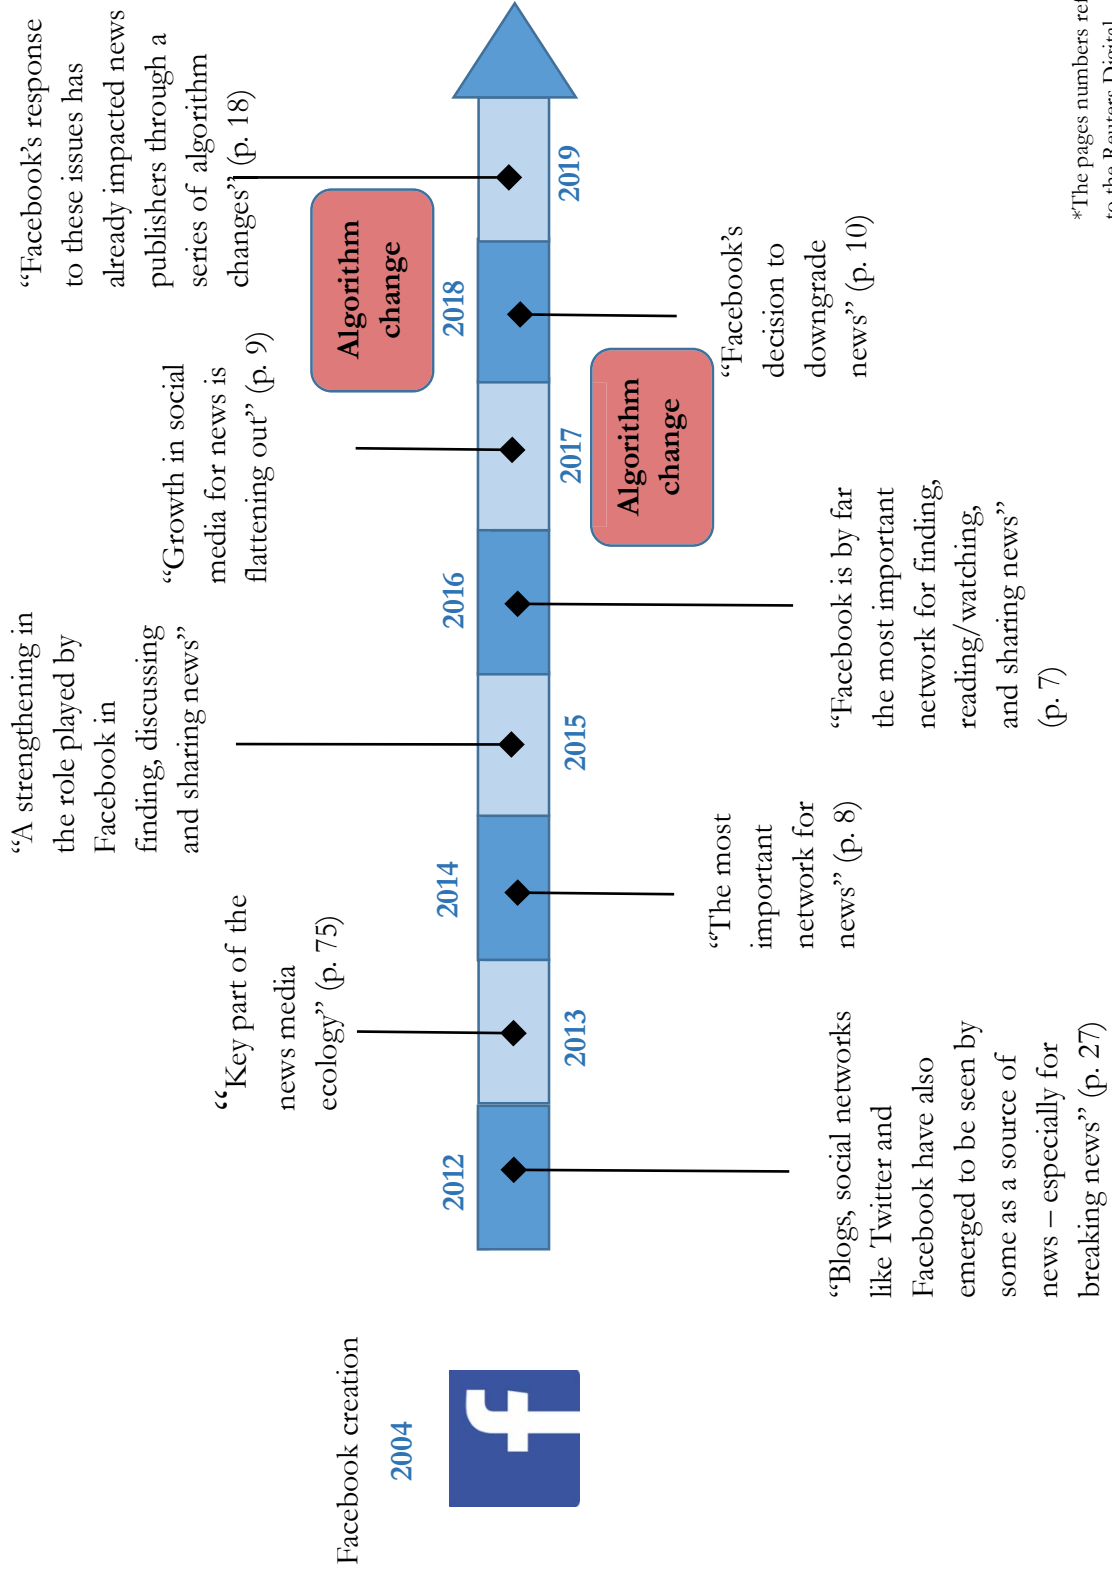 Facebook creation
2004
f
2012
“Blogs, social networks
like Twitter and
Facebook have also
emerged to be seen by
some as a source of
news – especially for
breaking news” (p. 27)
“Key part of the
news media
ecology” (p. 75)
2013
2014
“The most
important
network for
news” (p. 8)
“A strengthening in
the role played by
Facebook in
finding, discussing
and sharing news”
2015
2016
“Facebook is by far
the most important
network for finding,
reading/watching,
and sharing news”
(p. 7)
“Growth in social
media for news is
flattening out” (p. 9)
2017
Algorithm
change
Algorithm
change
2018
“Facebook’s
decision to
downgrade
news” (p. 10)
“Facebook’s response
to these issues has
already impacted news
publishers through a
series of algorithm
changes” (p. 18)
2019
*The pages numbers
to the Reuters Digital